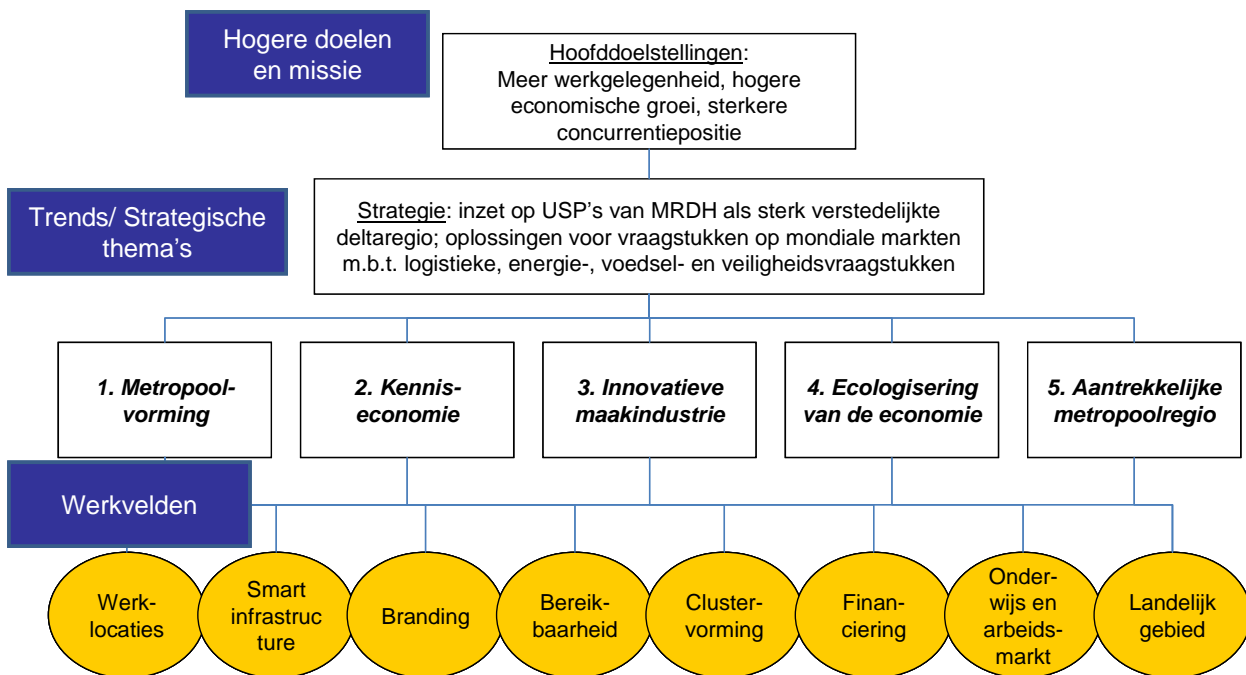 Hogere doelen
en missie
Hoofddoelstellingen:
Meer werkgelegenheid, hogere
economische groei, sterkere
concurrentiepositie
Trends/ Strategische
thema's
Strategie: inzet op USP's van MRDH als sterk verstedelijkte
deltaregio; oplossingen voor vraagstukken op mondiale markten
m.b.t. logistieke, energie-, voedsel- en veiligheidsvraagstukken
1. Metropool-
vorming
2. Kennis-
economie
3. Innovatieve
maakindustrie
4. Ecologisering
van de economie
5. Aantrekkelijke
metropoolregio
Werkvelden
Werk-
locaties
Smart
infrastruc
ture
Branding
Bereik-
baarheid
Cluster-
vorming
Finan-
ciering
Onder-
wijs en
arbeids-
markt
Landelijk
gebied